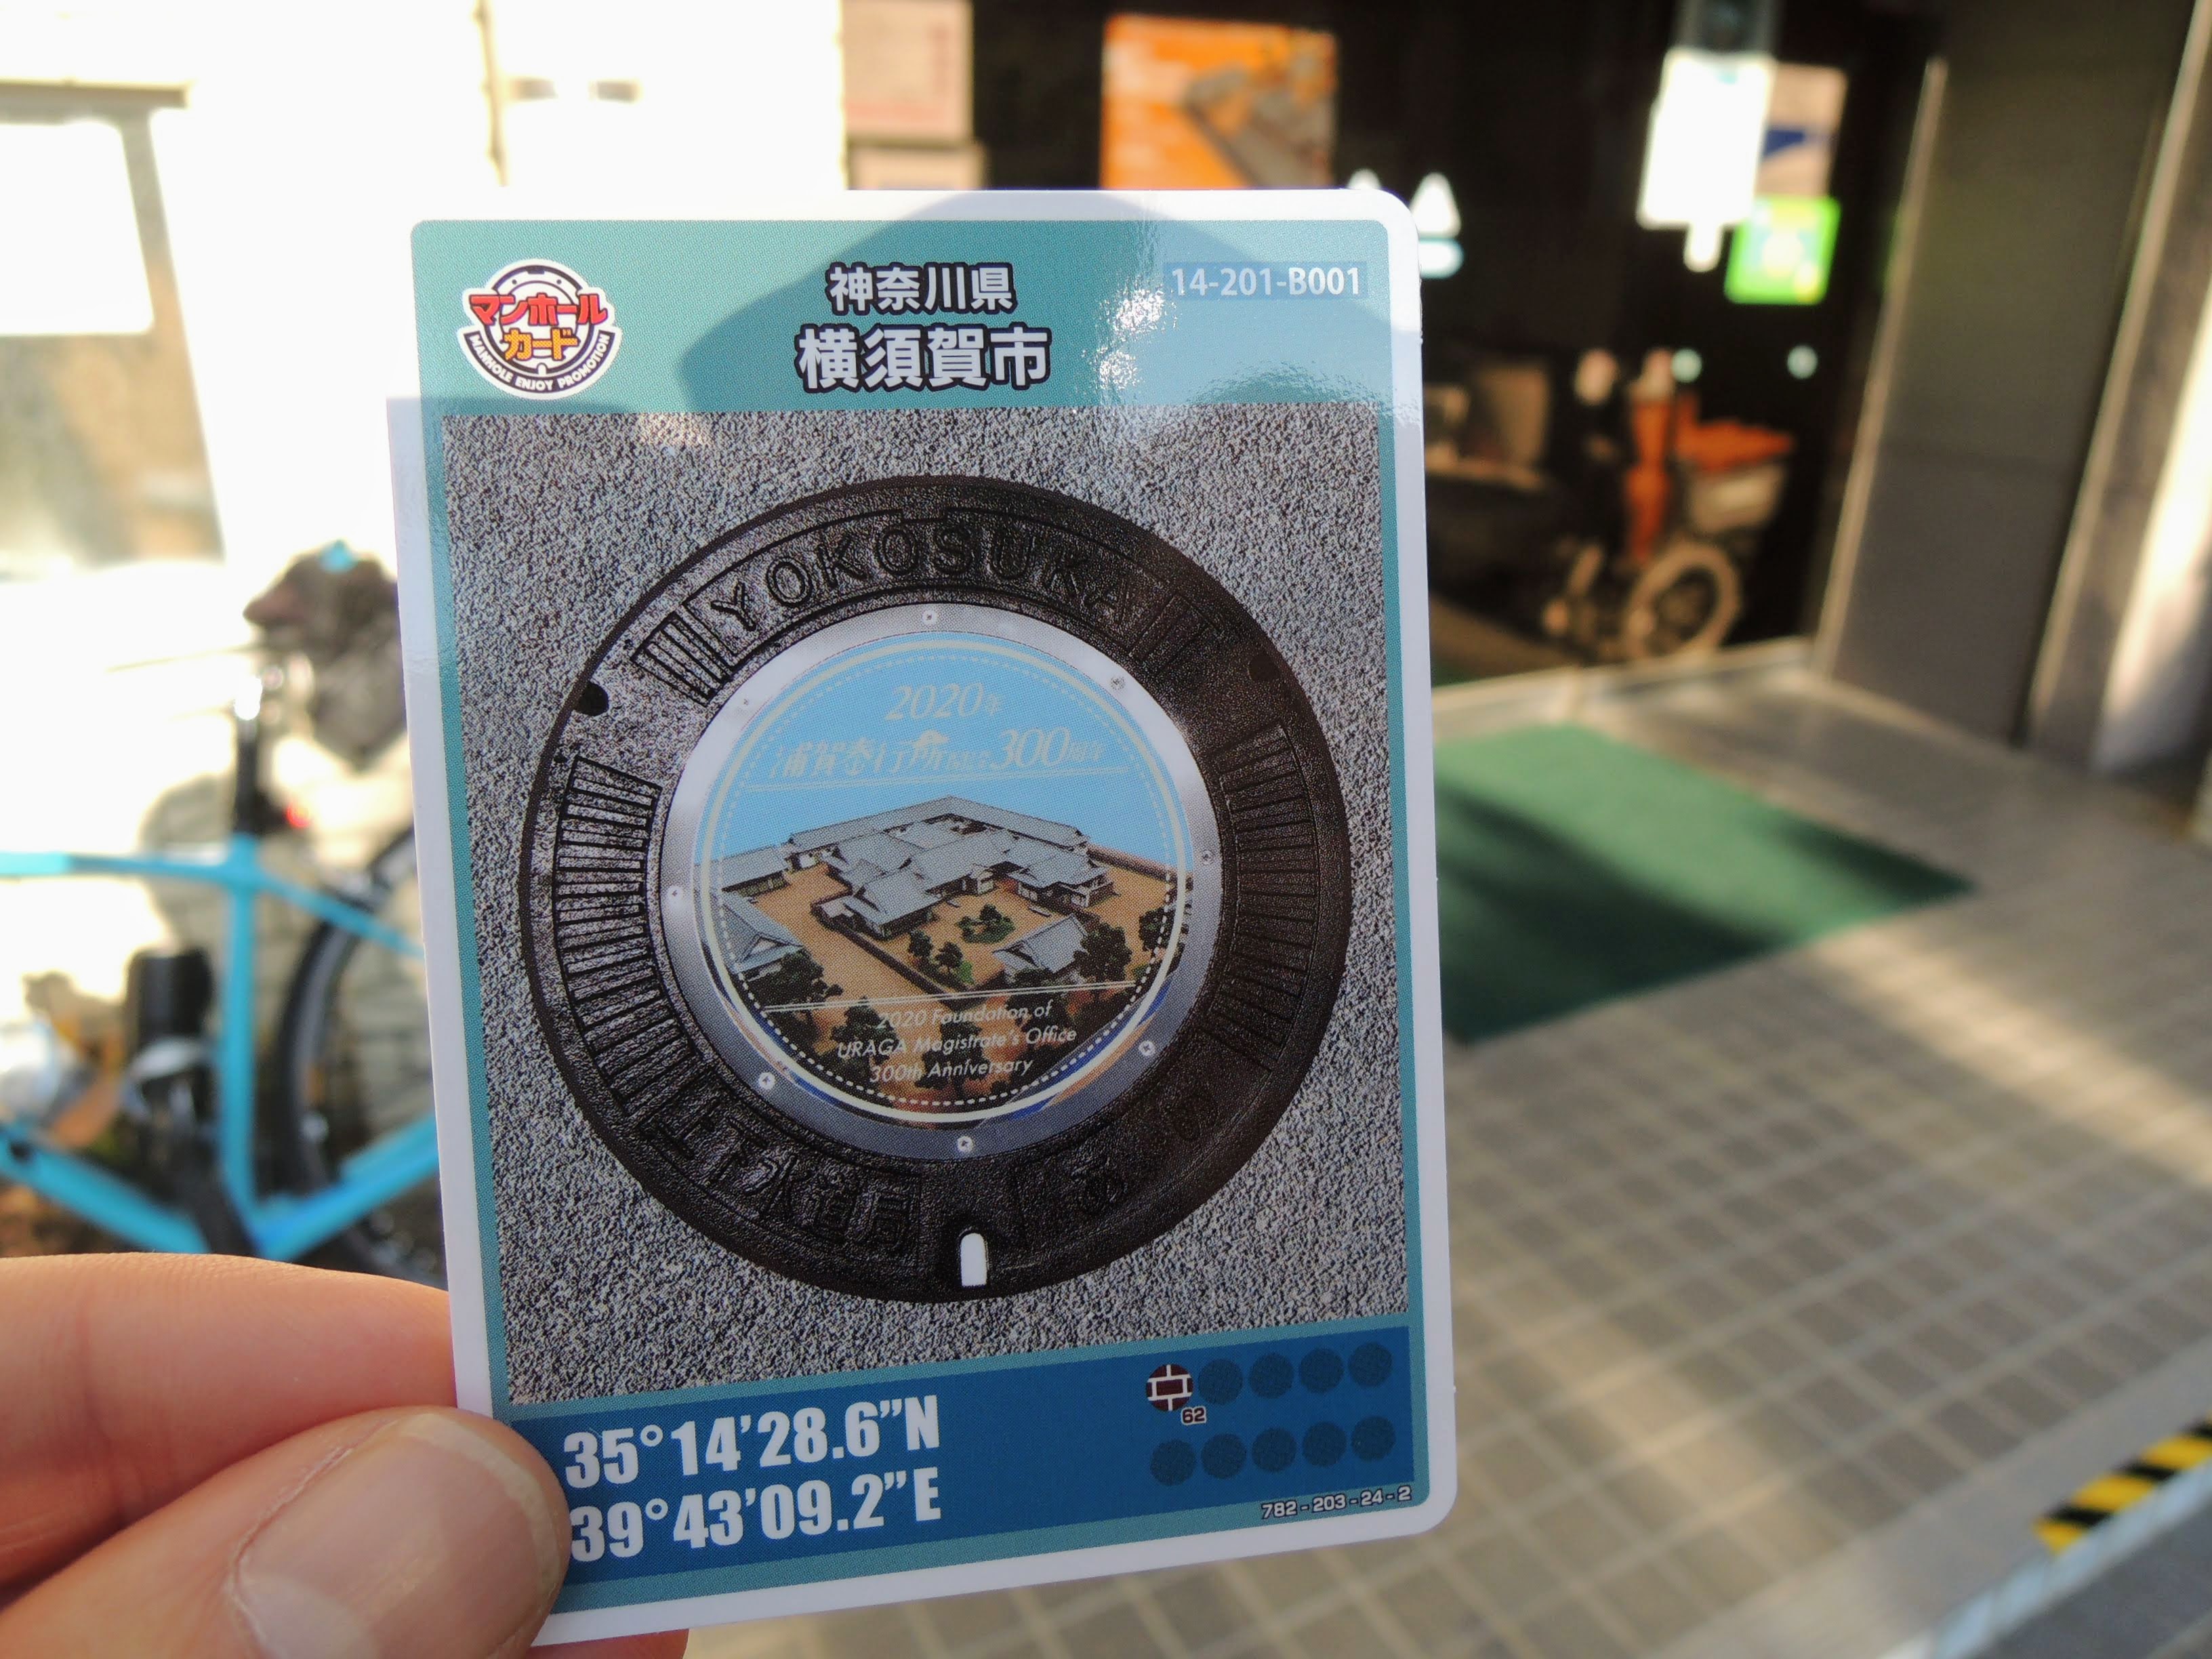 マンホール
カード
MANHOLE ENJOY PROMOTION
神奈川県
横須賀市
14-201-B001
YOKOSUKA
2020年
浦賀奉行所開設300周年
2020 Foundation of
URAGA Magistrate's Office
300th Anniversary
上下水道局
35°14'28.6"N
39°43'09.2"E
62
782-203-24-2